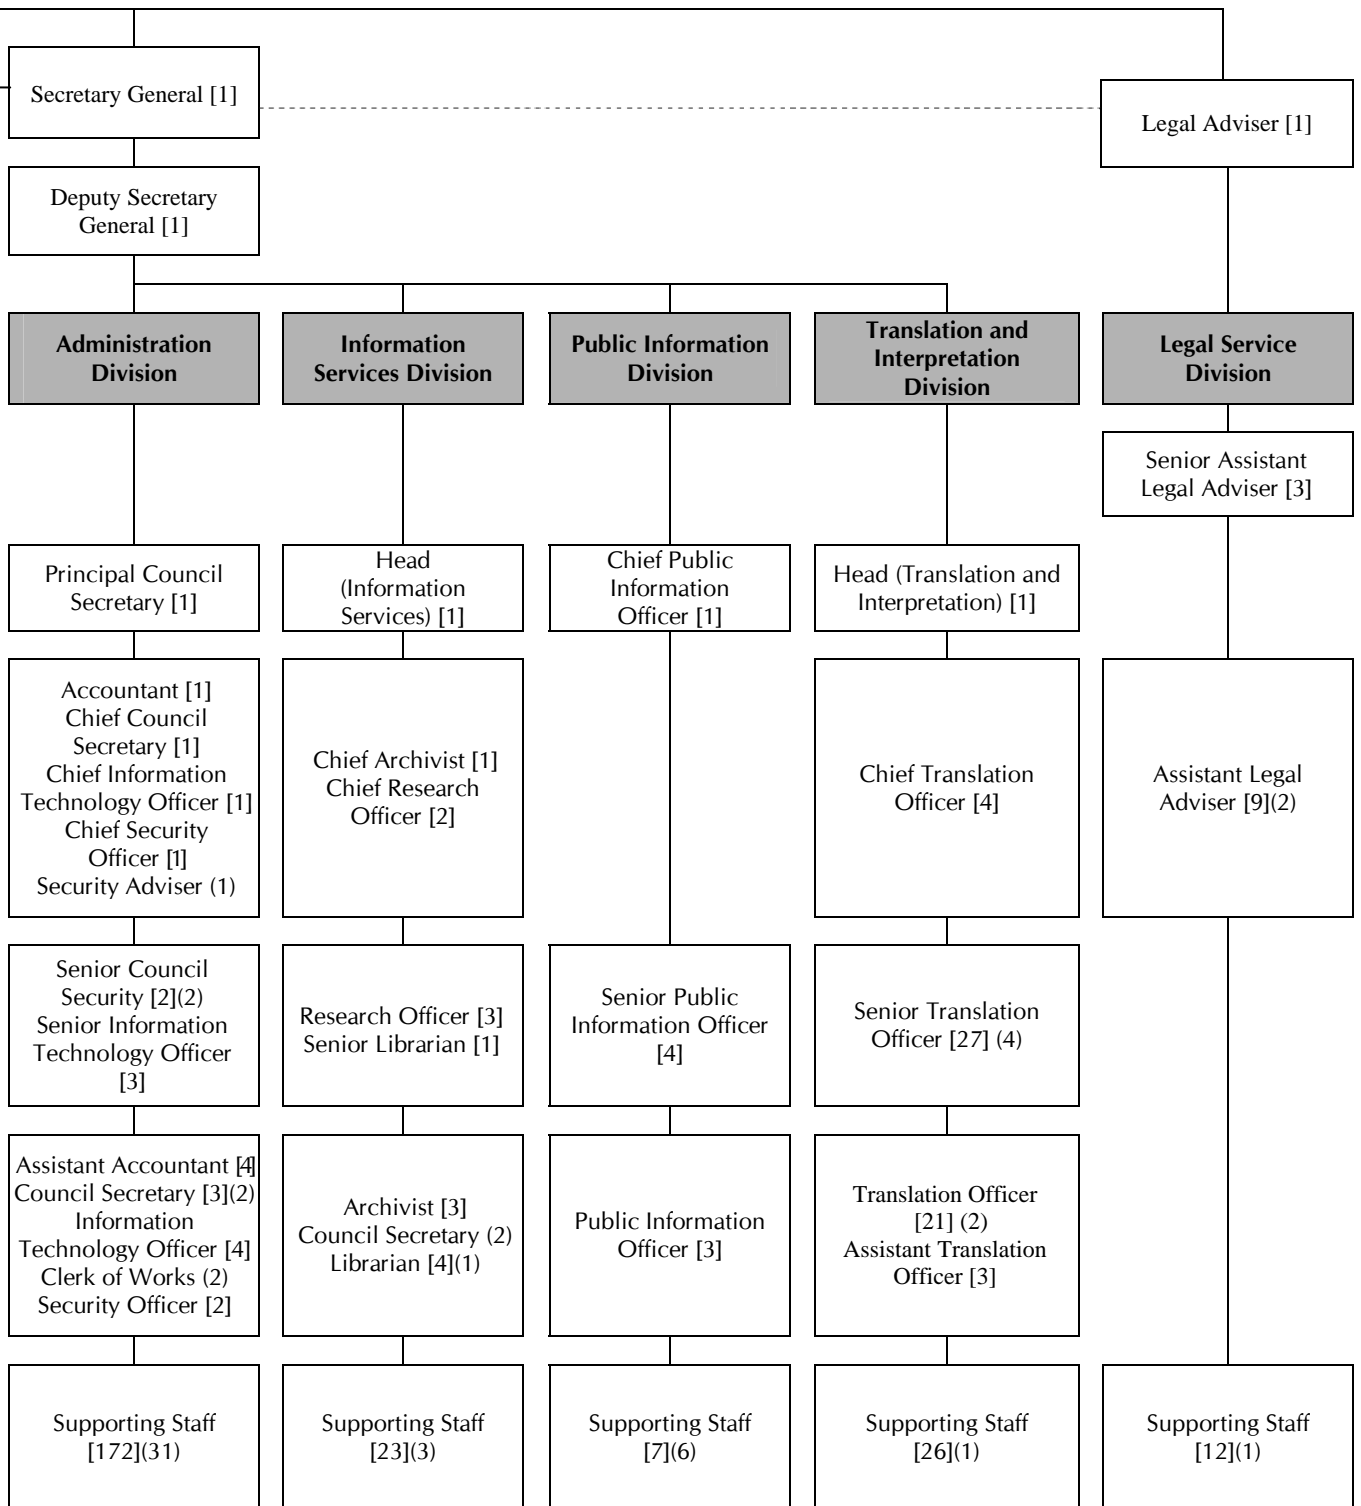 Secretary General [1]
Legal Adviser [1]
Deputy Secretary
General [1]
Administration
Division
Information
Services Division
Public Information
Division
Translation and
Interpretation
Division
Legal Service
Division
Senior Assistant
Legal Adviser [3]
Principal Council
Secretary [1]
Head
(Information
Services) [1]
Chief Public
Information
Officer [1]
Head (Translation and
Interpretation) [1]
Accountant [1]
Chief Council
Secretary [1]
Chief Information
Technology Officer [1]
Chief Security
Officer [1]
Security Adviser (1)
Chief Archivist [1]
Chief Research
Officer [2]
Chief Translation
Officer [4]
Assistant Legal
Adviser [9](2)
Senior Council
Security [2](2)
Senior Information
Technology Officer
[3]
Research Officer [3]
Senior Librarian [1]
Senior Public
Information Officer
[4]
Senior Translation
Officer [27] (4)
Assistant Accountant [4]
Council Secretary [3](2)
Information
Technology Officer [4]
Clerk of Works (2)
Security Officer [2]
Archivist [3]
Council Secretary (2)
Librarian [4](1)
Public Information
Officer [3]
Translation Officer
[21] (2)
Assistant Translation
Officer [3]
Supporting Staff
[172](31)
Supporting Staff
[23](3)
Supporting Staff
[7](6)
Supporting Staff
[26](1)
Supporting Staff
[12](1)